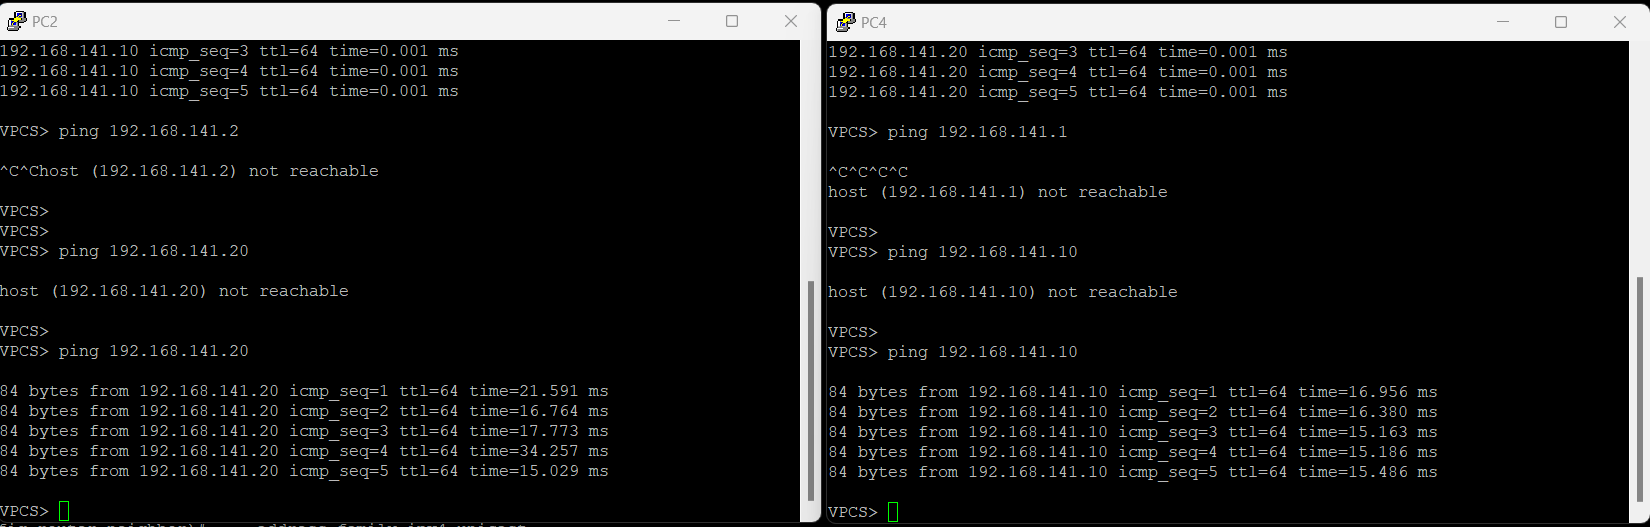 PC2
192.168.141.10 icmp_seq=3 ttl=64 time=0.001 ms
192.168.141.10 icmp_seq=4 ttl=64 time=0.001 ms
192.168.141.10 icmp_seq=5 ttl=64 time=0.001 ms
VPCS> ping 192.168.141.2
^C^Chost (192.168.141.2) not reachable
VPCS>
VPCS>
VPCS> ping 192.168.141.20
host (192.168.141.20) not reachable
VPCS>
VPCS> ping 192.168.141.20
84 bytes from 192.168.141.20 icmp_seq=1 ttl=64 time=21.591 ms
84 bytes from 192.168.141.20 icmp_seq=2 ttl=64 time=16.764 ms
84 bytes from 192.168.141.20 icmp_seq=3 ttl=64 time=17.773 ms
84 bytes from 192.168.141.20 icmp_seq=4 ttl=64 time=34.257 ms
84 bytes from 192.168.141.20 icmp_seq=5 ttl=64 time=15.029 ms
VPCS>
PC4
192.168.141.20 icmp_seq=3 ttl=64 time=0.001 ms
192.168.141.20 icmp_seq=4 ttl=64 time=0.001 ms
192.168.141.20 icmp_seq=5 ttl=64 time=0.001 ms
VPCS> ping 192.168.141.1
^C^C^C^C
host (192.168.141.1) not reachable
VPCS>
VPCS> ping 192.168.141.10
host (192.168.141.10) not reachable
VPCS>
VPCS> ping 192.168.141.10
84 bytes from 192.168.141.10 icmp_seq=1 ttl=64 time=16.956 ms
84 bytes from 192.168.141.10 icmp_seq=2 ttl=64 time=16.380 ms
84 bytes from 192.168.141.10 icmp_seq=3 ttl=64 time=15.163 ms
84 bytes from 192.168.141.10 icmp_seq=4 ttl=64 time=15.186 ms
84 bytes from 192.168.141.10 icmp_seq=5 ttl=64 time=15.486 ms
VPCS>